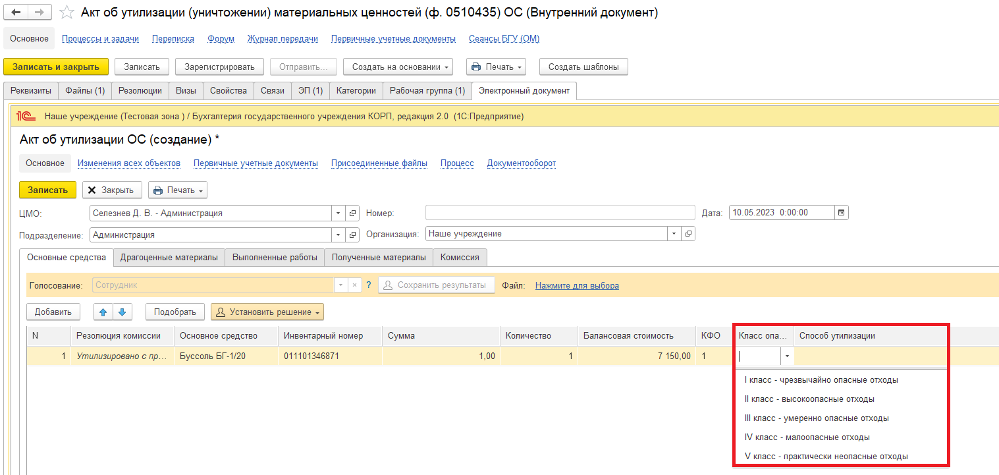 Акт об утилизации (уничтожении) материальных ценностей (ф. 0510435) ОС (Внутренний документ)
Основное Процессы и задачи Переписка Форум Журнал передачи Первичные учетные документы Сеансы БГУ (ОМ)
Записать и закрыть Записать Зарегистрировать Отправить... Создать на основании Печать Создать шаблоны
Реквизиты Файлы (1) Резолюции Визы Свойства Связи ЭП (1) Категории Рабочая группа (1) Электронный документ
1С Наше учреждение (Тестовая зона ) / Бухгалтерия государственного учреждения КОРП, редакция 2.0 (1С:Предприятие)
Акт об утилизации ОС (создание) *
Основное Изменения всех объектов Первичные учетные документы Присоединенные файлы Процесс Документооборот
Записать Закрыть Печать
ЦМО: Селезнев Д. В. - Администрация Номер: Дата: 10.05.2023 0:00:00
Подразделение: Администрация Организация: Наше учреждение
Основные средства Драгоценные материалы Выполненные работы Полученные материалы Комиссия
Голосование: Сотрудник ? Сохранить результаты Файл: Нажмите для выбора
Добавить Подобрать Установить решение
N Резолюция комиссии Основное средство Инвентарный номер Сумма Количество Балансовая стоимость КФО Класс опа... Способ утилизации
1 Утилизировано с пр... Буссоль БГ-1/20 011101346871 1,00 1 7 150,00 1
I класс - чрезвычайно опасные отходы
II класс - высокоопасные отходы
III класс - умеренно опасные отходы
IV класс - малоопасные отходы
V класс - практически неопасные отходы